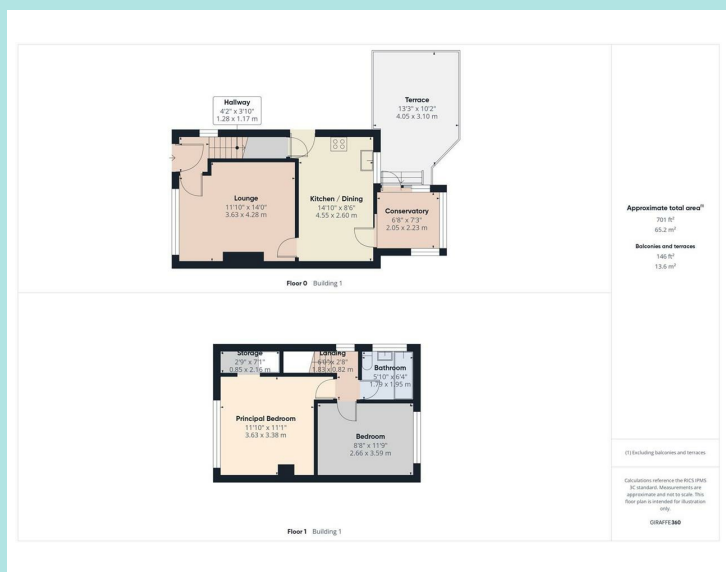 Hallway
4'2" x 3'10"
1.28 x 1.17 m
Terrace
13'3" x 10'2"
4.05 x 3.10 m
Lounge
11'10" x 14'0"
3.63 x 4.28 m
Kitchen / Dining
14'10" x 8'6"
4.55 x 2.60 m
Conservatory
6'8" x 7'3"
2.05 x 2.23 m
Floor 0 Building 1
Storage
2'9" x 7'1"
0.85 x 2.16 m
Landing
6'0" x 2'8"
1.83 x 0.82 m
Bathroom
5'10" x 6'4"
1.79 x 1.95 m
Principal Bedroom
11'10" x 11'1"
3.63 x 3.38 m
Bedroom
8'8" x 11'9"
2.66 x 3.59 m
Floor 1 Building 1
Approximate total area(1)
701 ft²
65.2 m²
Balconies and terraces
146 ft²
13.6 m²
(1) Excluding balconies and terraces
Calculations reference the RICS IPMS
3C standard. Measurements are
approximate and not to scale. This
floor plan is intended for illustration
only.
GIRAFFE360